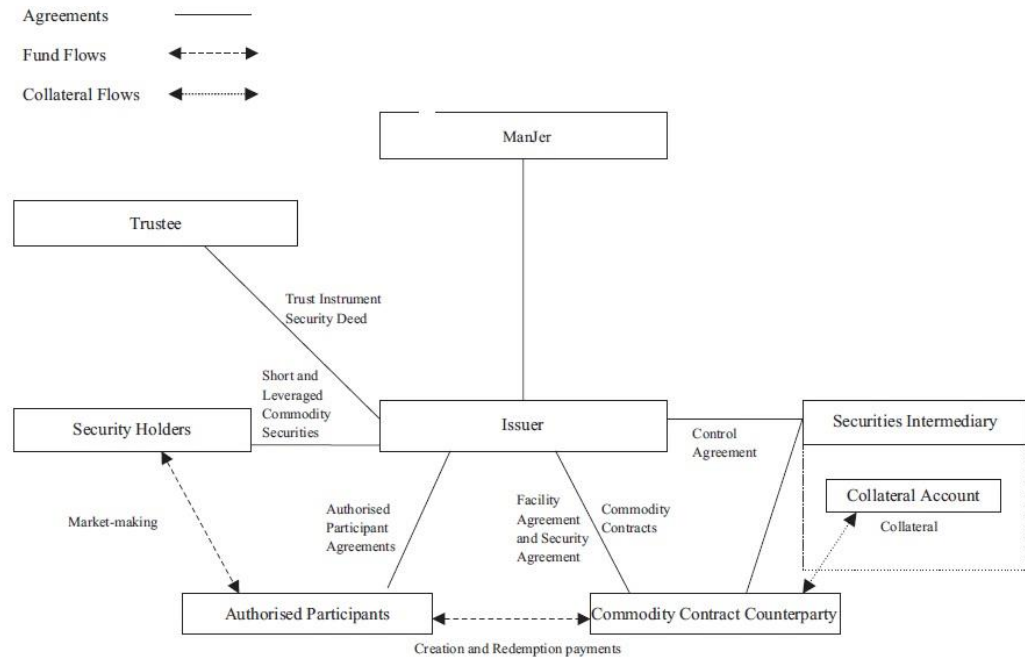 Agreements
Fund Flows
Collateral Flows
ManJer
Trustee
Trust Instrument
Security Deed
Short and
Leveraged
Commodity
Securities
Security Holders
Issuer
Control
Agreement
Securities Intermediary
Collateral Account
Collateral
Market-making
Authorised
Participant
Agreements
Facility
Agreement
and Security
Agreement
Commodity
Contracts
Authorised Participants
Commodity Contract Counterparty
Creation and Redemption payments